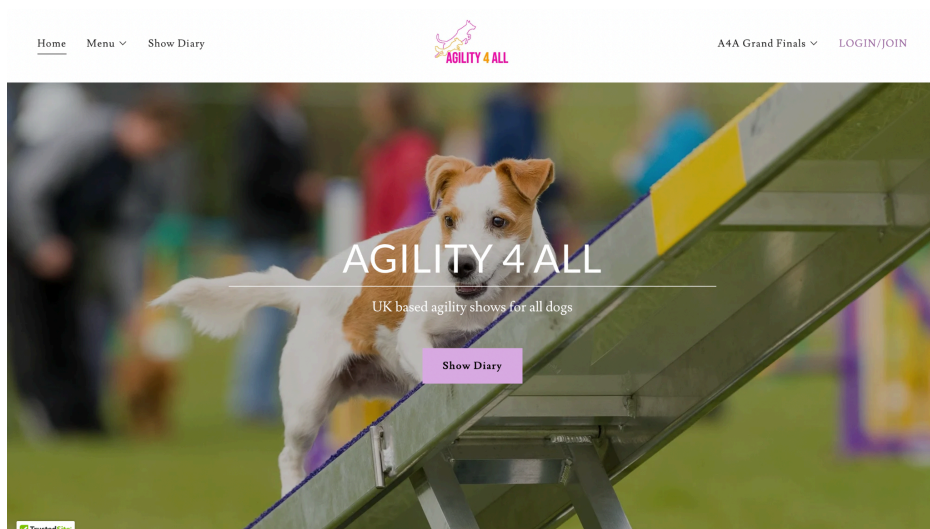 Home
Menu
Show Diary
AGILITY 4 ALL
A4A Grand Finals
LOGIN/JOIN
AGILITY 4 ALL
UK based agility shows for all dogs
Show Diary
TrustedSite